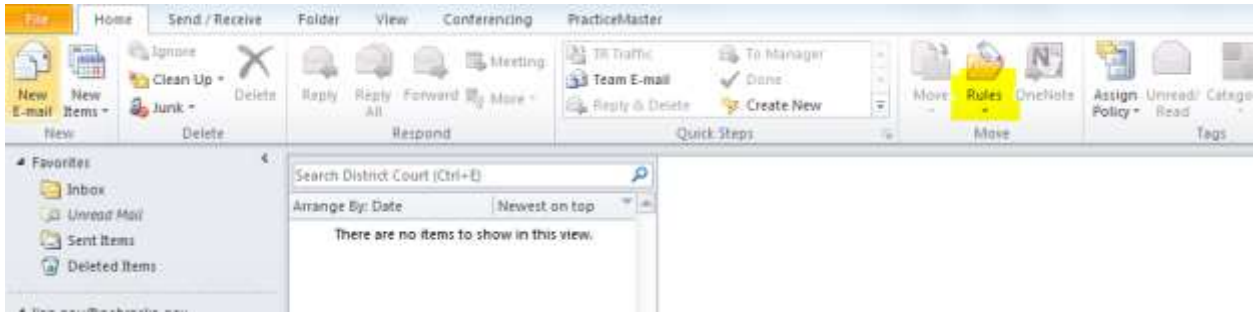 File Home Send / Receive Folder View Conferencing PracticeMaster
New E-mail
New Items
Ignore
Clean Up
Junk
Delete
Reply
Reply All
Forward
Meeting
More
TR Traffic
Team E-mail
Reply & Delete
To Manager
Done
Create New
Move
Rules
OneNote
Assign Policy
Unread/ Read
New Delete Respond Quick Steps Move Tags
Favorites
Inbox
Unread Mail
Sent Items
Deleted Items
Search District Court (Ctrl+E)
Arrange By: Date Newest on top
There are no items to show in this view.